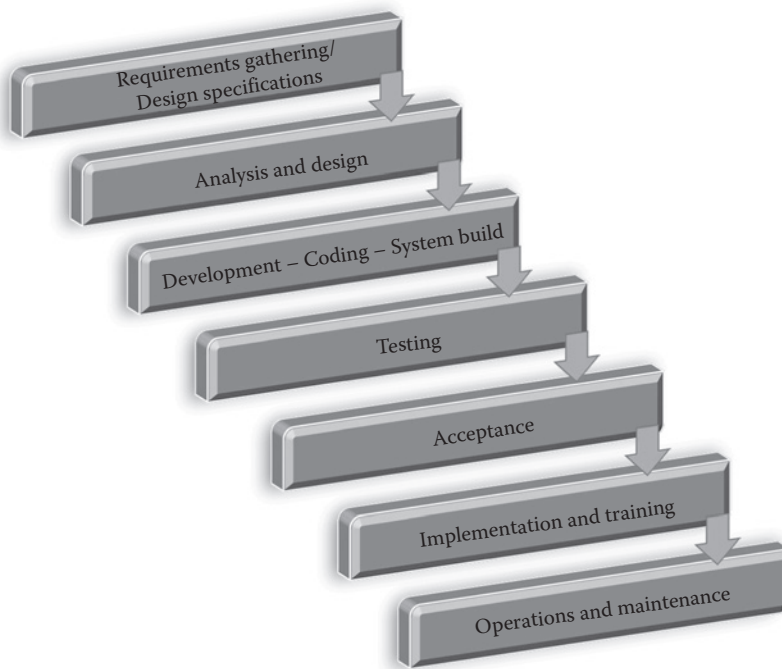 Requirements gathering/
Design specifications
Analysis and design
Development – Coding – System build
Testing
Acceptance
Implementation and training
Operations and maintenance